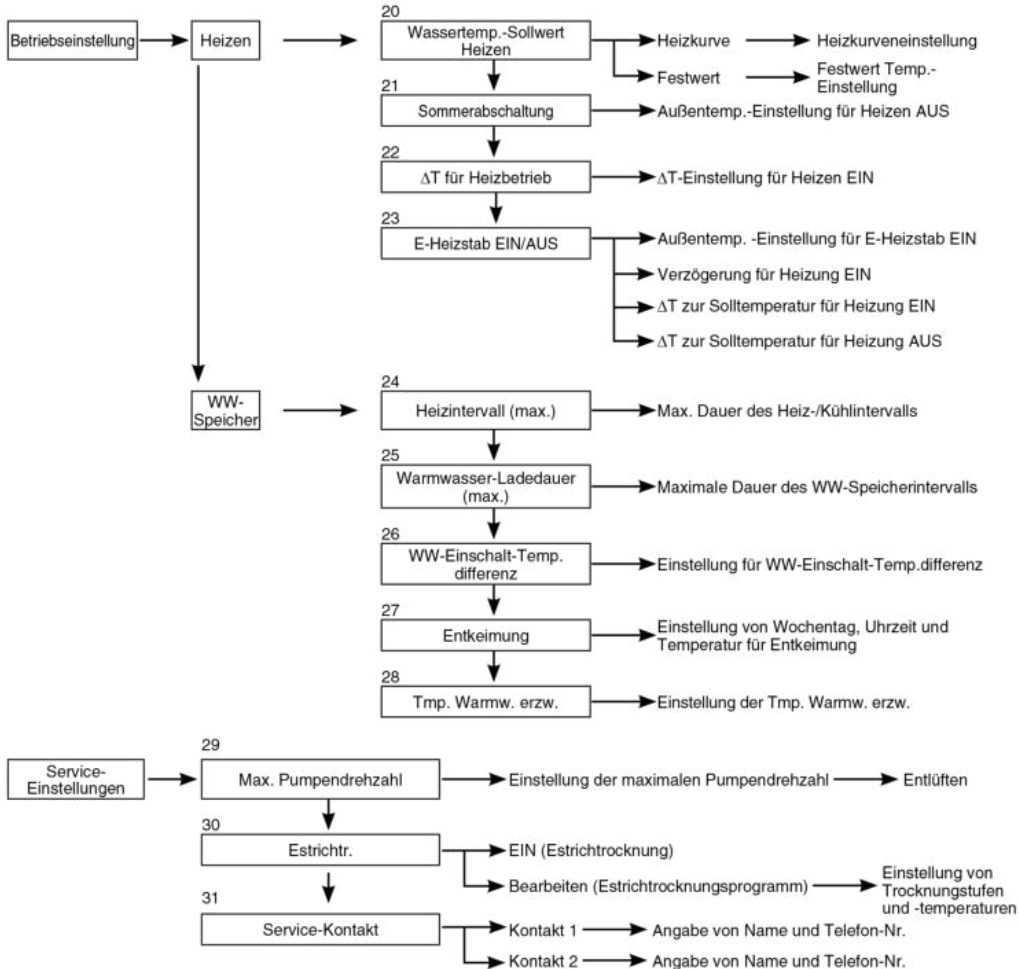 20
Betriebseinstellung
Heizen
Wassertemp.-Sollwert
Heizen
Heizkurve
Heizkurveneinstellung
Festwert
Festwert Temp.-
Einstellung
21
Sommerabschaltung
Außentemp.-Einstellung für Heizen AUS
22
ΔT für Heizbetrieb
ΔT-Einstellung für Heizen EIN
23
E-Heizstab EIN/AUS
Außentemp. -Einstellung für E-Heizstab EIN
Verzögerung für Heizung EIN
ΔT zur Solltemperatur für Heizung EIN
ΔT zur Solltemperatur für Heizung AUS
WW-
Speicher
24
Heizintervall (max.)
Max. Dauer des Heiz-/Kühlintervalls
25
Warmwasser-Ladedauer
(max.)
Maximale Dauer des WW-Speicherintervalls
26
WW-Einschalt-Temp.
differenz
Einstellung für WW-Einschalt-Temp.differenz
27
Entkeimung
Einstellung von Wochentag, Uhrzeit und
Temperatur für Entkeimung
28
Tmp. Warmw. erzw.
Einstellung der Tmp. Warmw. erzw.
Service-
Einstellungen
29
Max. Pumpendrehzahl
Einstellung der maximalen Pumpendrehzahl
Entlüften
30
Estrichtr.
EIN (Estrichtrocknung)
Bearbeiten (Estrichtrocknungsprogramm)
Einstellung von
Trocknungstufen
und -temperaturen
31
Service-Kontakt
Kontakt 1
Angabe von Name und Telefon-Nr.
Kontakt 2
Angabe von Name und Telefon-Nr.